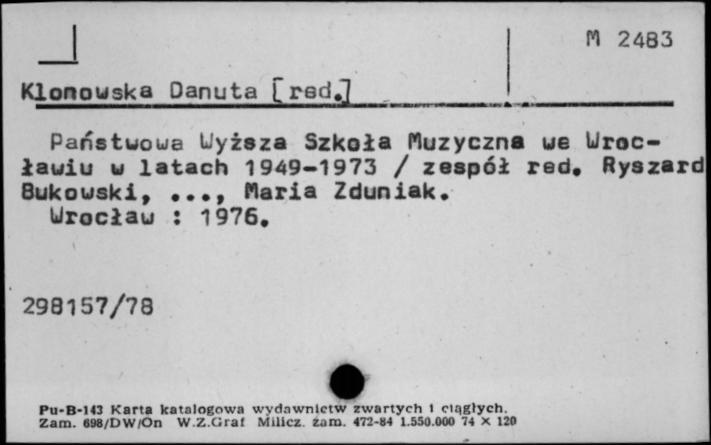 M 2483
Klonowska Danuta [red.]
Państwowa Wyższa Szkoła Muzyczna we Wroc-
ławiu w latach 1949-1973 / zespół red. Ryszard
Bukowski, ..., Maria Zduniak.
Wrocław : 1976.
298157/78
Pu-B-143 Karta katalogowa wydawnictw zwartych i ciągłych.
Zam. 698/DW/On W.Z.Graf Milicz. zam. 472-84 1.550.000 74 × 120